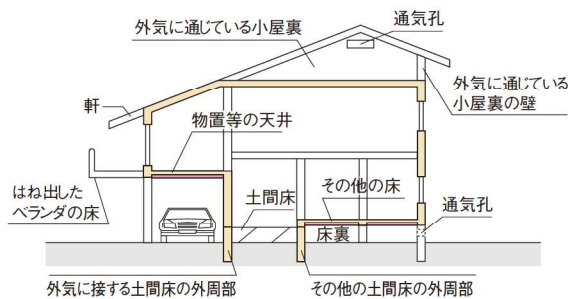 通気孔
外気に通じている小屋裏
外気に通じている
小屋裏の壁
軒
物置等の天井
はね出した
ベランダの床
土間床
その他の床
通気孔
床裏
外気に接する土間床の外周部
その他の土間床の外周部